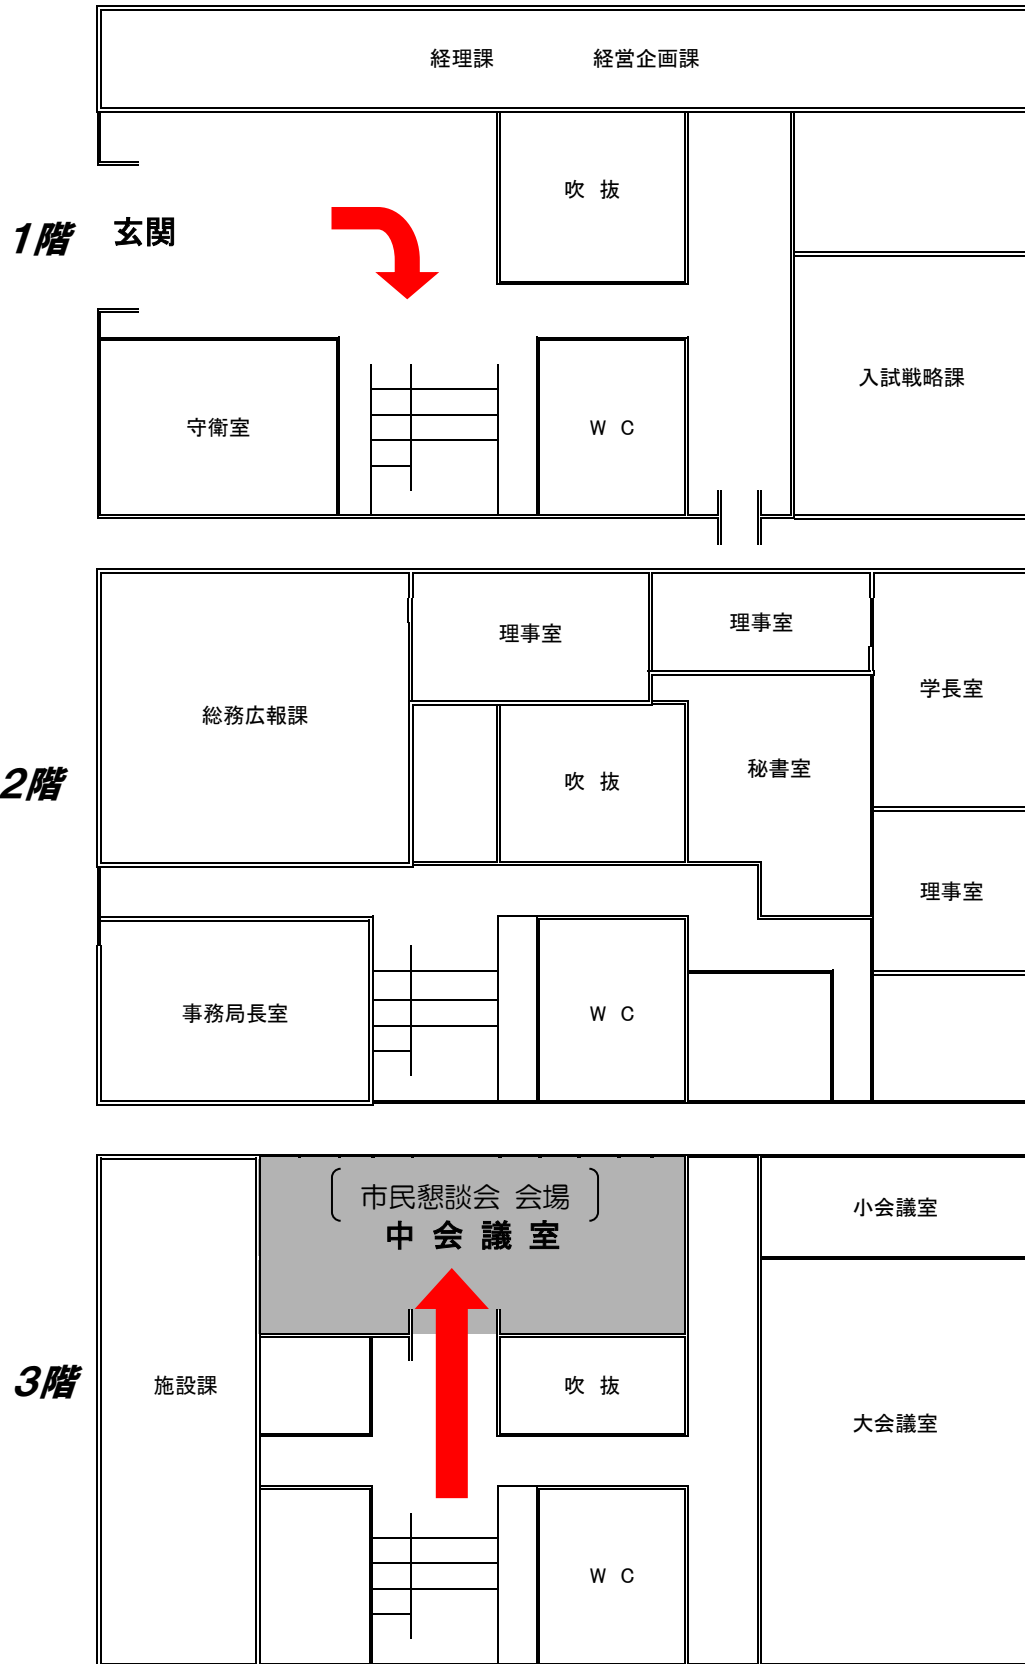 経理課 経営企画課
吹 抜
1階 玄関
入試戦略課
守衛室
W C
理事室
理事室
学長室
総務広報課
2階
吹 抜
秘書室
理事室
事務局長室
W C
市民懇談会 会場
中 会 議 室
小会議室
3階
施設課
吹 抜
大会議室
W C